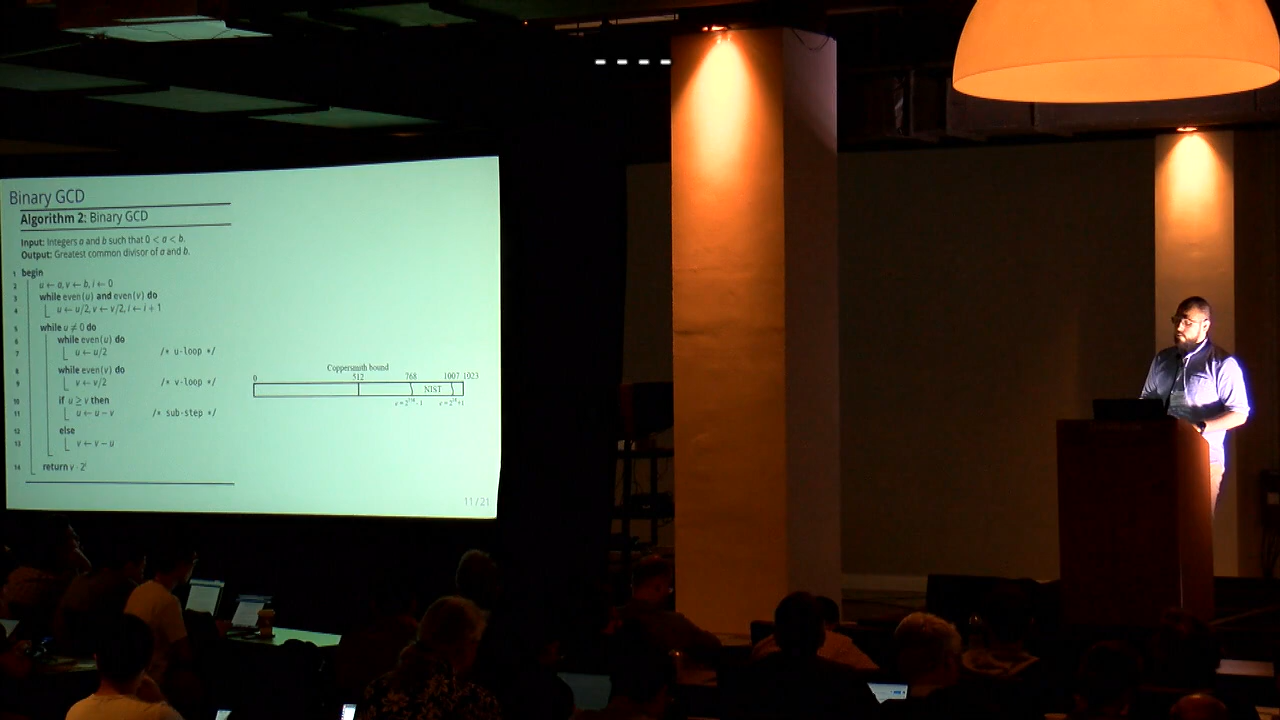 Binary GCD
Algorithm 2: Binary GCD
Input: Integers a and b such that 0 < a < b.
Output: Greatest common divisor of a and b.
1 begin
2 u ← a, v ← b, i ← 0
3 while even(u) and even(v) do
4 u ← u/2, v ← v/2, i ← i + 1
5 while u ≠ 0 do
6 while even(u) do
7 u ← u/2 /* u-loop */
8 while even(v) do
9 v ← v/2 /* v-loop */
10 if u ≥ v then
11 u ← u − v /* sub-step */
12 else
13 v ← v − u
14 return v · 2^i
Coppersmith bound
0 512 768 1007 1023
NIST
11/21